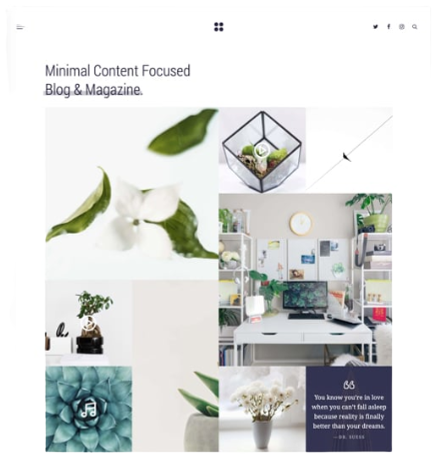 Minimal Content Focused
Blog & Magazine.
You know you're in love
when you can't fall asleep
because reality is finally
better than your dreams.
— DR. SEUSS